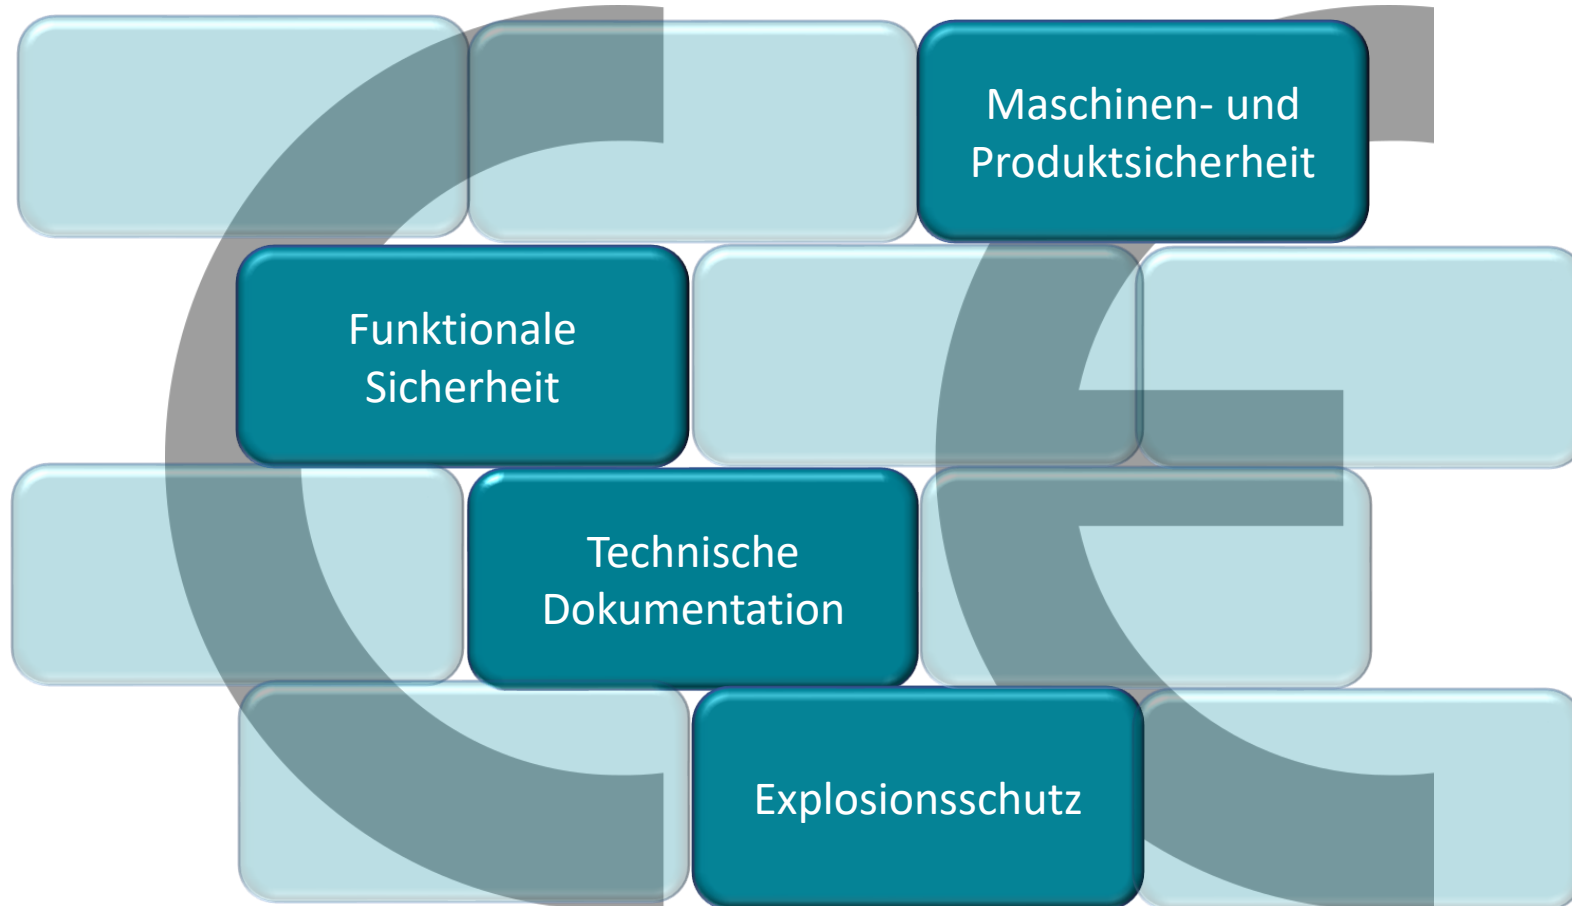 Maschinen- und
Produktsicherheit
Funktionale
Sicherheit
Technische
Dokumentation
Explosionsschutz